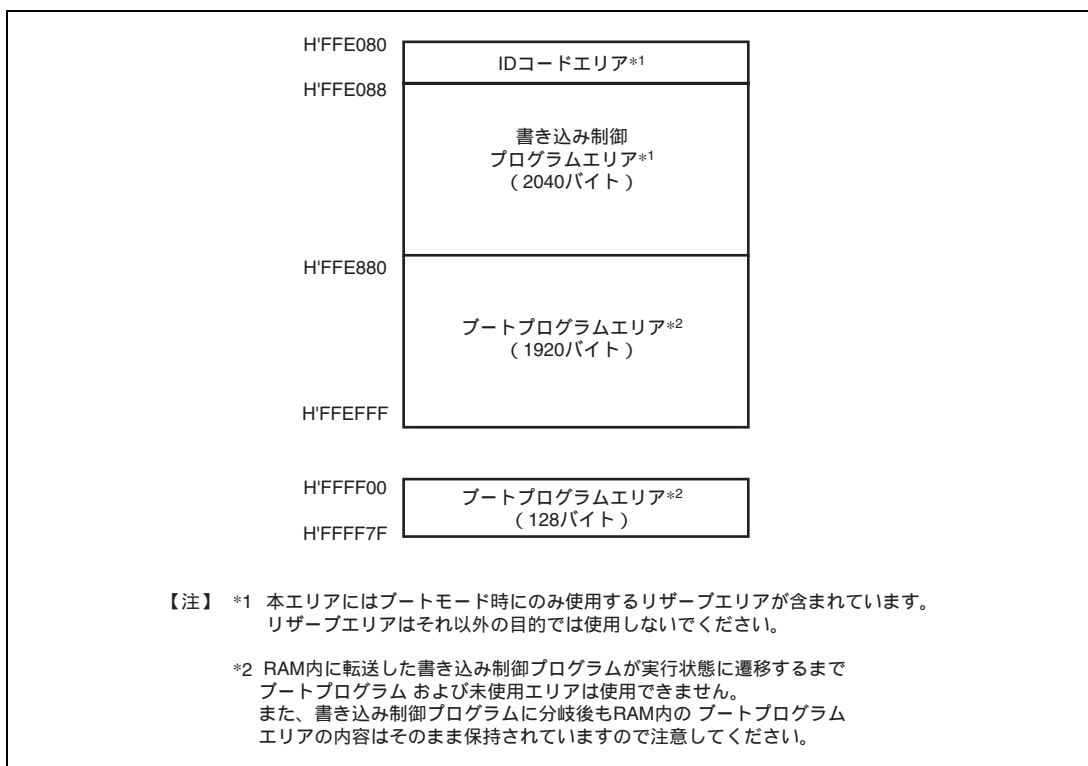 H'FFE080
IDコードエリア*1
H'FFE088
書き込み制御
プログラムエリア*1
（2040バイト）
H'FFE880
ブートプログラムエリア*2
（1920バイト）
H'FFEFFF
H'FFFF00
ブートプログラムエリア*2
（128バイト）
H'FFFF7F
【注】 *1 本エリアにはブートモード時にのみ使用するリザーブエリアが含まれています。
リザーブエリアはそれ以外の目的では使用しないでください。
*2 RAM内に転送した書き込み制御プログラムが実行状態に遷移するまで
ブートプログラム および未使用エリアは使用できません。
また、書き込み制御プログラムに分岐後もRAM内の ブートプログラム
エリアの内容はそのまま保持されていますので注意してください。